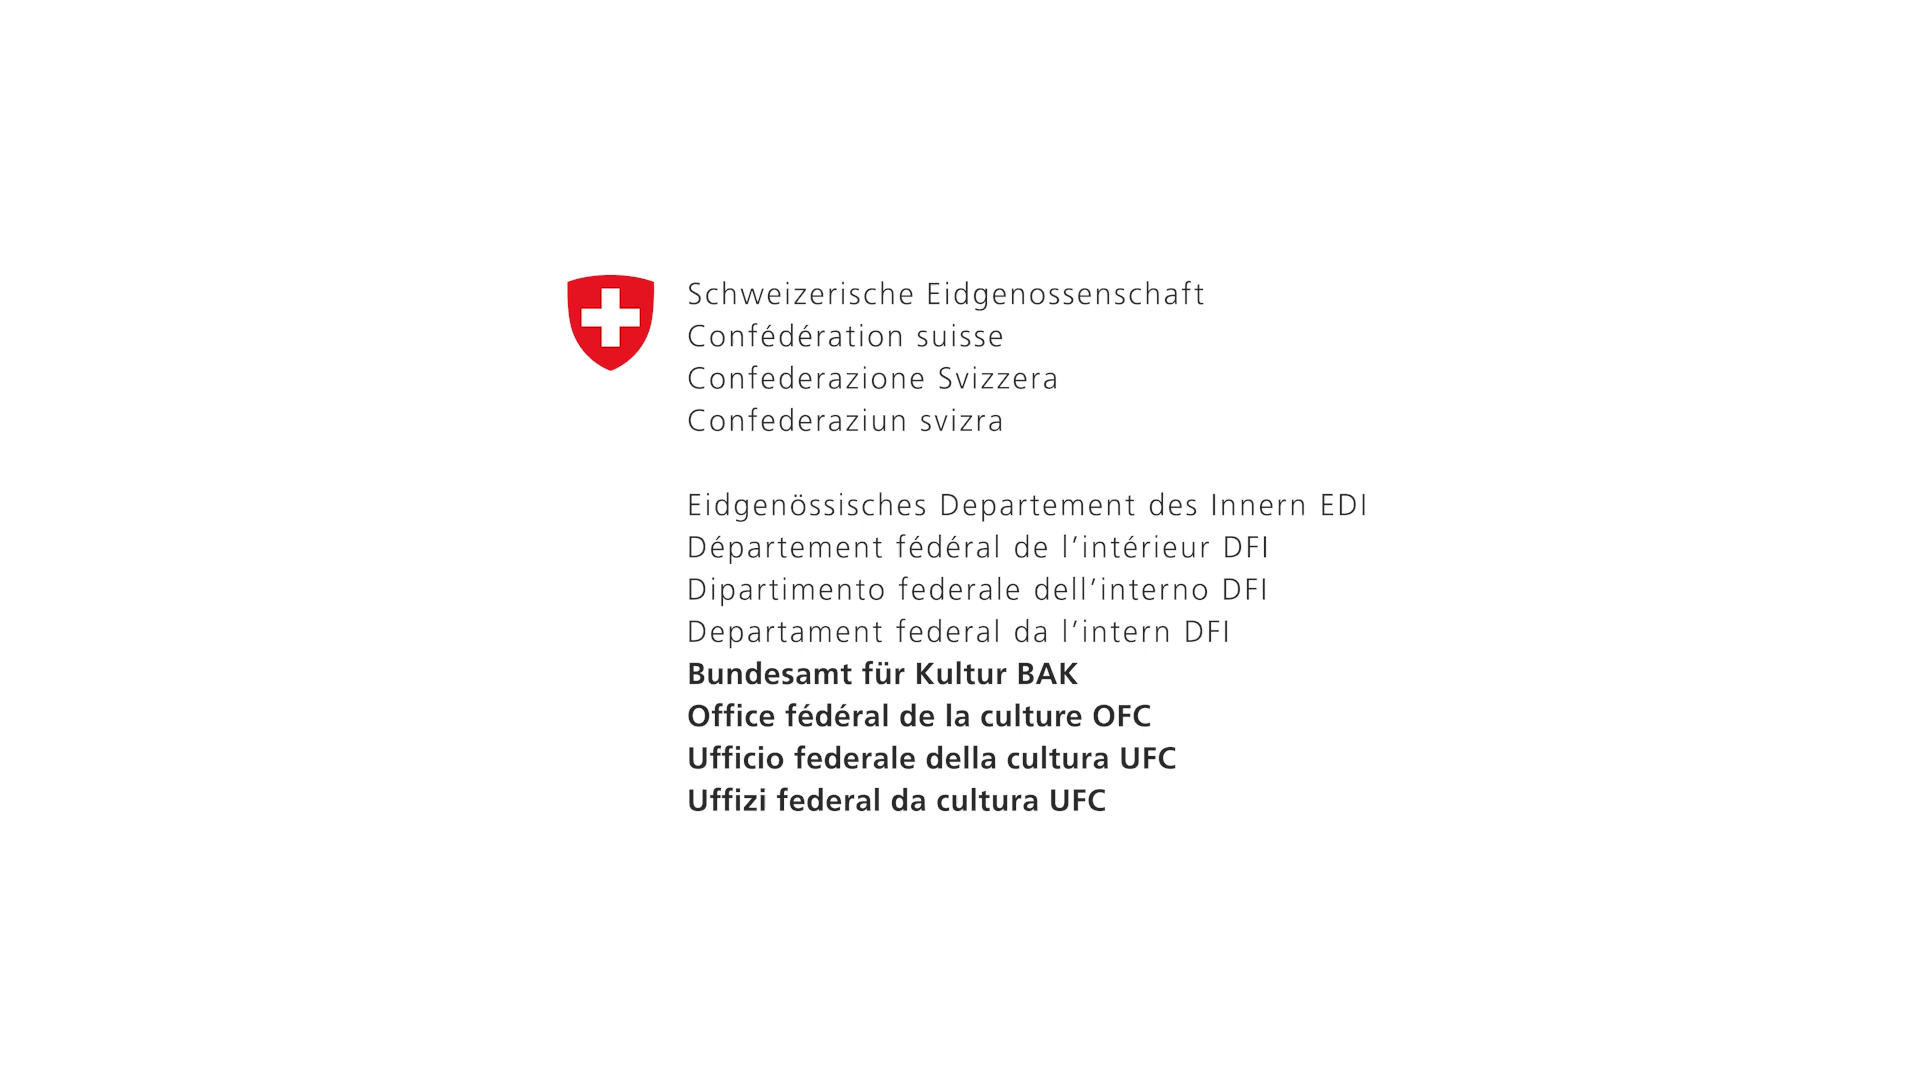 Schweizerische Eidgenossenschaft
Confédération suisse
Confederazione Svizzera
Confederaziun svizra
Eidgenössisches Departement des Innern EDI
Département fédéral de l’intérieur DFI
Dipartimento federale dell’interno DFI
Departament federal da l’intern DFI
Bundesamt für Kultur BAK
Office fédéral de la culture OFC
Ufficio federale della cultura UFC
Uffizi federal da cultura UFC